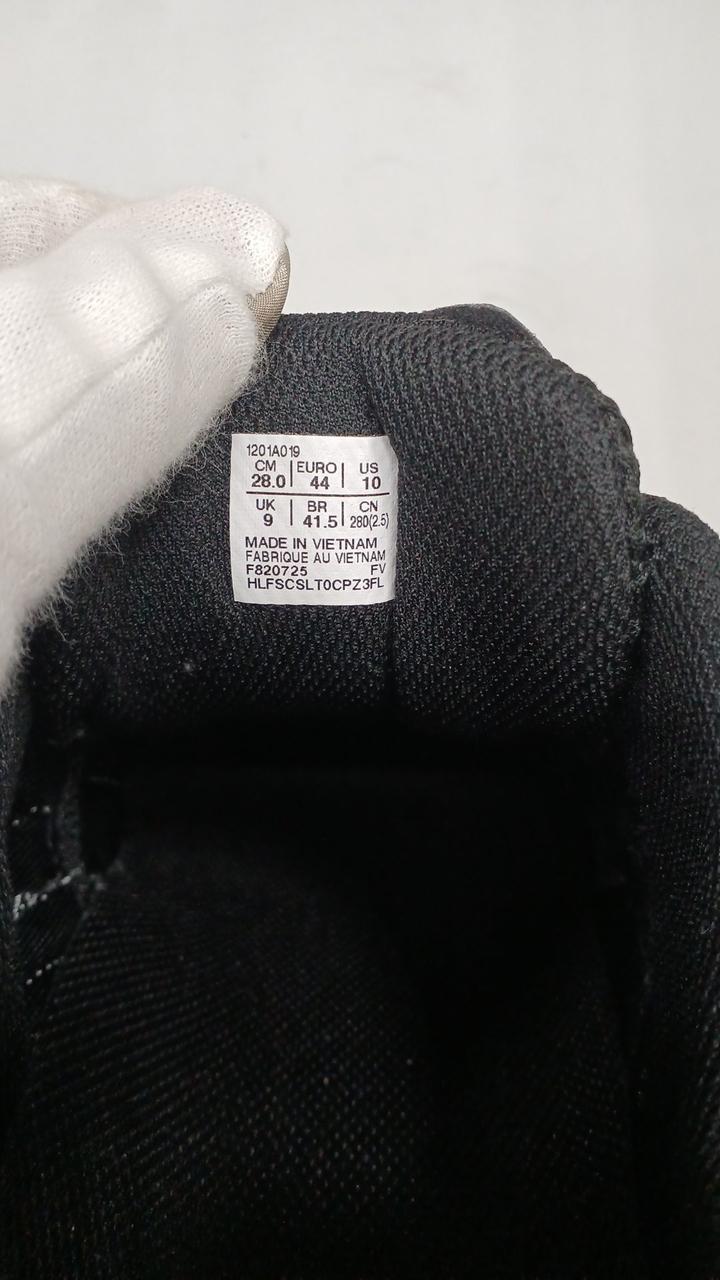 1201A019
CM | EURO | US
28.0 | 44 | 10
UK | BR | CN
9 | 41.5 | 280(2.5)
MADE IN VIETNAM
FABRIQUE AU VIETNAM
F820725 FV
HLFSCSLT0CPZ3FL